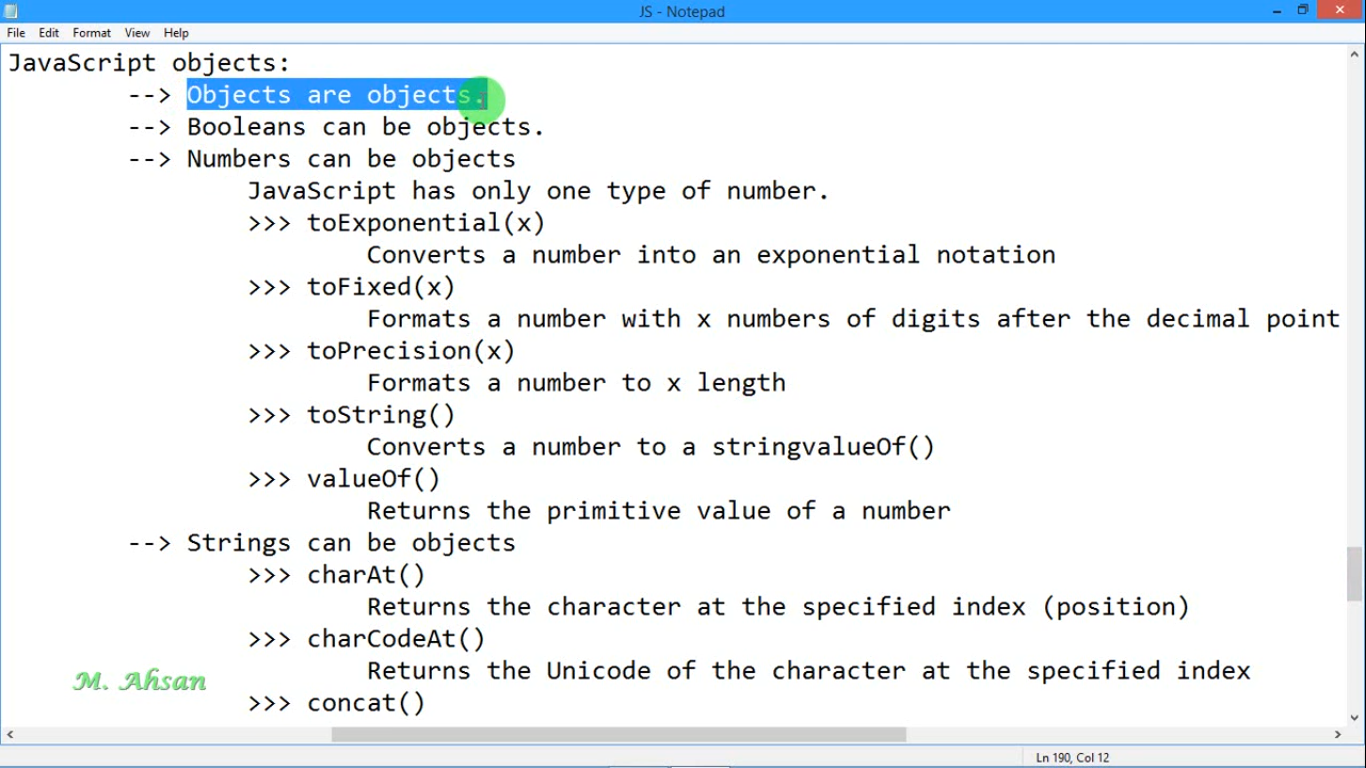 JS - Notepad
File Edit Format View Help
JavaScript objects:
--> Objects are objects.
--> Booleans can be objects.
--> Numbers can be objects
JavaScript has only one type of number.
>>> toExponential(x)
Converts a number into an exponential notation
>>> toFixed(x)
Formats a number with x numbers of digits after the decimal point
>>> toPrecision(x)
Formats a number to x length
>>> toString()
Converts a number to a stringvalueOf()
>>> valueOf()
Returns the primitive value of a number
--> Strings can be objects
>>> charAt()
Returns the character at the specified index (position)
>>> charCodeAt()
Returns the Unicode of the character at the specified index
>>> concat()
M. Ahsan
Ln 190, Col 12